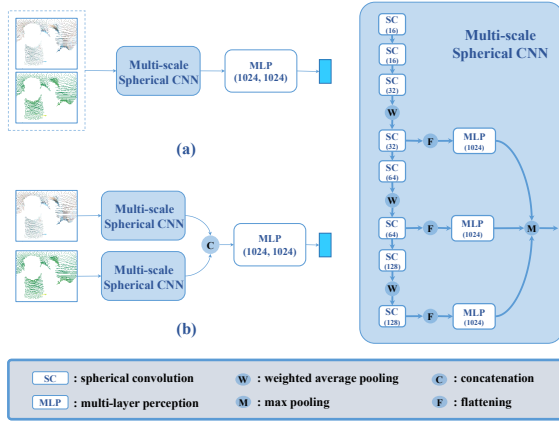 Multi-scale
Spherical CNN
MLP
(1024, 1024)
(a)
Multi-scale
Spherical CNN
Multi-scale
Spherical CNN
C
MLP
(1024, 1024)
(b)
Multi-scale
Spherical CNN
SC
(16)
SC
(16)
SC
(32)
W
SC
(32)
F
MLP
(1024)
SC
(64)
W
SC
(64)
F
MLP
(1024)
M
SC
(128)
W
SC
(128)
F
MLP
(1024)
SC : spherical convolution
W : weighted average pooling
C : concatenation
MLP : multi-layer perception
M : max pooling
F : flattening